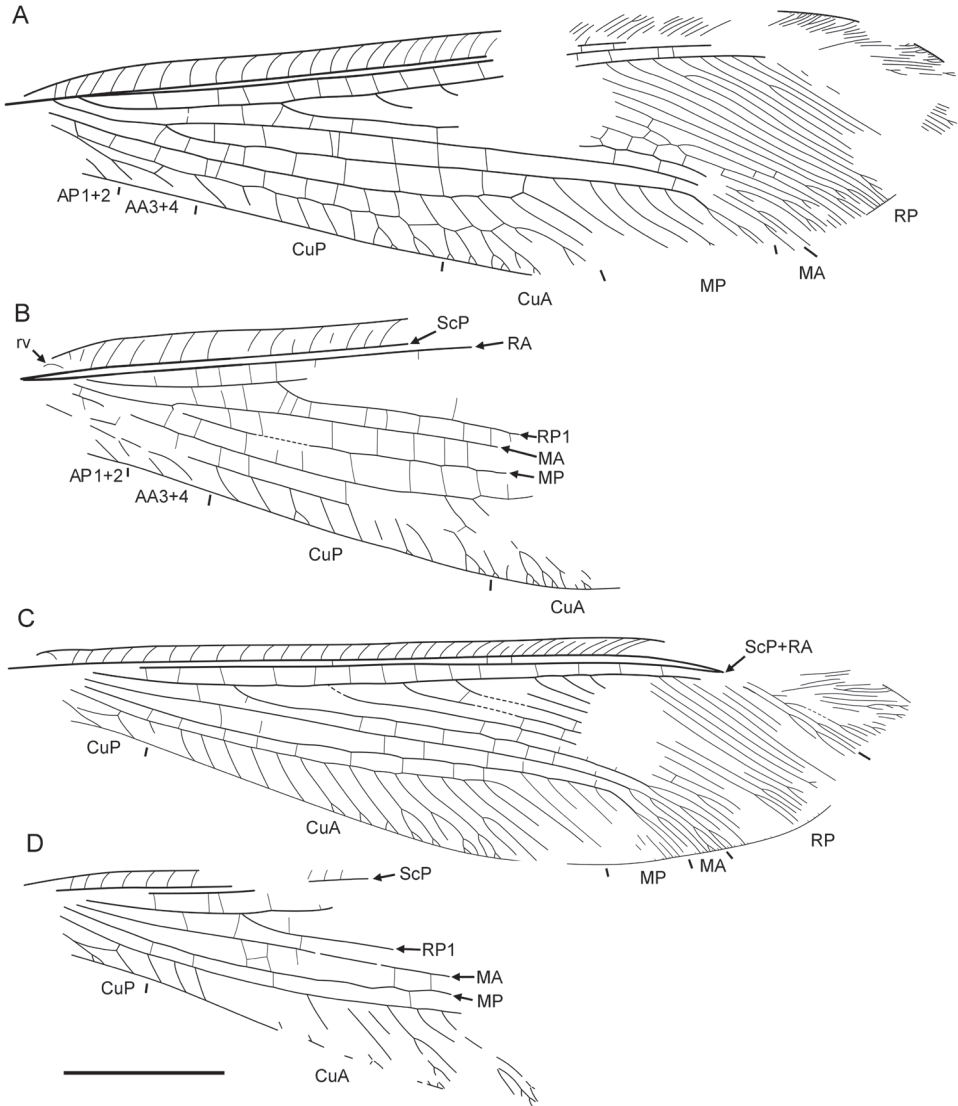 A
AP1+2
AA3+4
CuP
CuA
MP
MA
RP
B
rv
ScP
RA
RP1
MA
MP
AP1+2
AA3+4
CuP
CuA
C
ScP+RA
CuP
CuA
MP
MA
RP
D
ScP
RP1
MA
MP
CuP
CuA